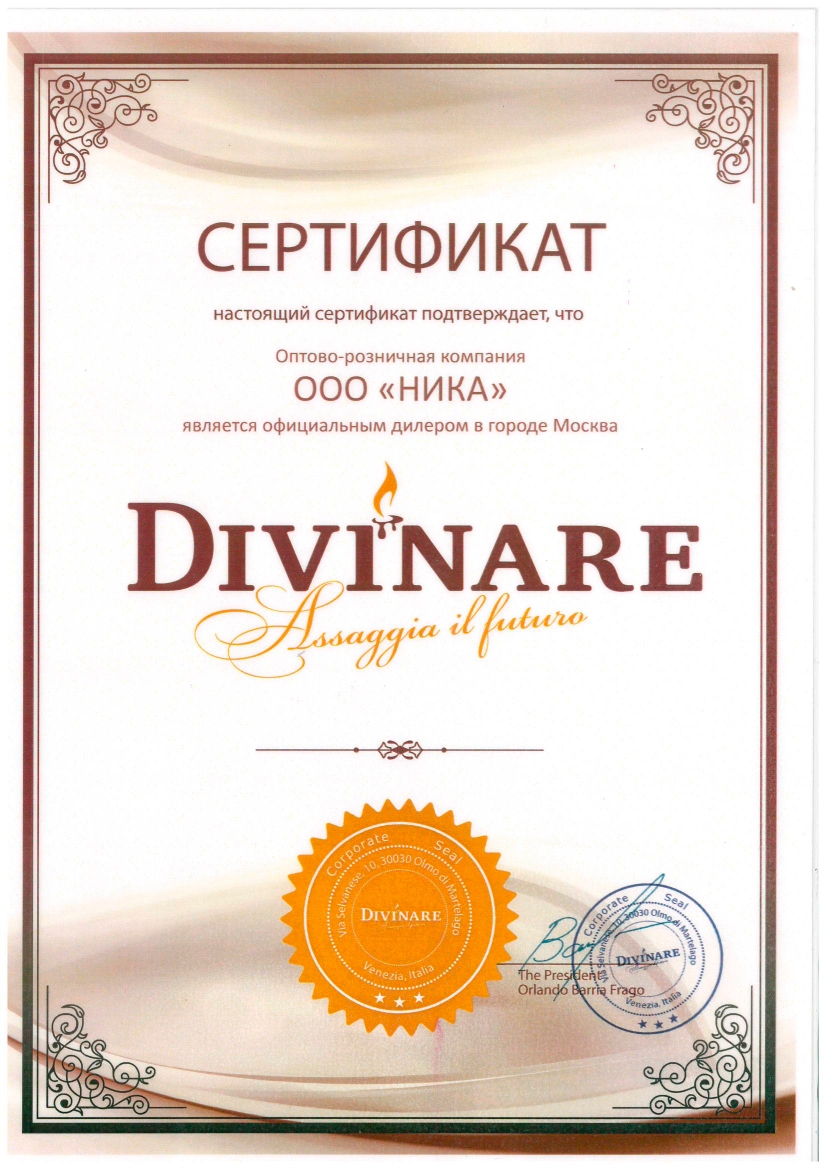 СЕРТИФИКАТ
настоящий сертификат подтверждает, что
Оптово-розничная компания
ООО «НИКА»
является официальным дилером в городе Москва
DIVINARE
Assaggia il futuro
Corporate Seal
Via Selvanese, 10, 30030 Olmo di Martelago
DIVINARE
Venezia, Italia
The President
Orlando Barria Frago
Corporate Seal
Via Selvanese, 10, 30030 Olmo di Martelago
DIVINARE
Venezia, Italia